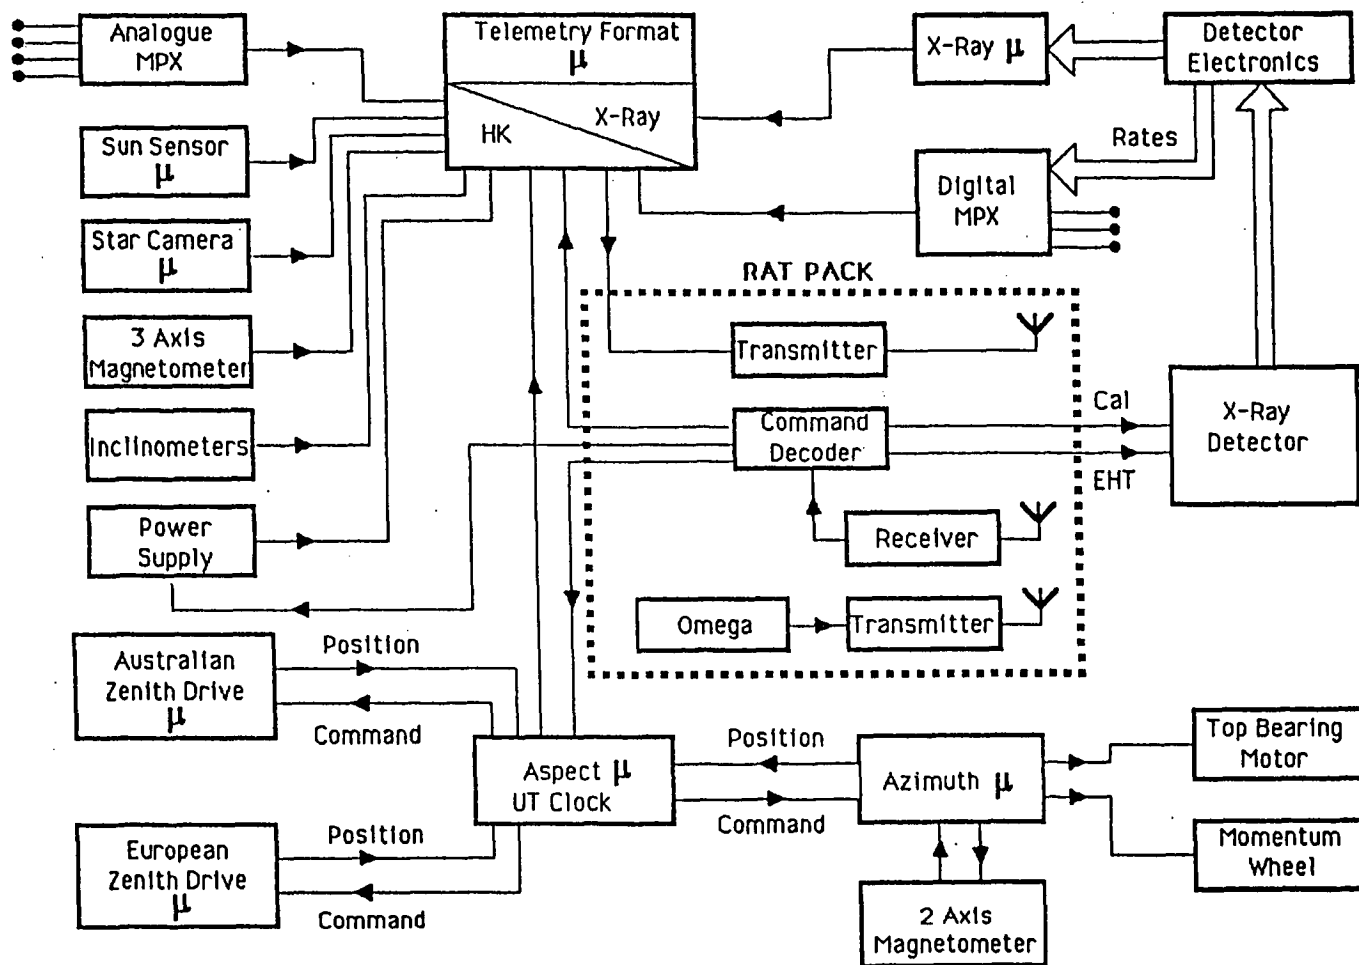 Analogue
MPX
Telemetry Format
μ
HK
X-Ray
X-Ray μ
Detector
Electronics
Rates
Sun Sensor
μ
Digital
MPX
Star Camera
μ
RAT PACK
3 Axis
Magnetometer
Transmitter
Inclinometers
Command
Decoder
Cal
EHT
X-Ray
Detector
Power
Supply
Receiver
Omega
Transmitter
Australian
Zenith Drive
μ
Position
Command
Aspect μ
UT Clock
Position
Command
Azimuth μ
Top Bearing
Motor
Momentum
Wheel
European
Zenith Drive
μ
Position
Command
2 Axis
Magnetometer